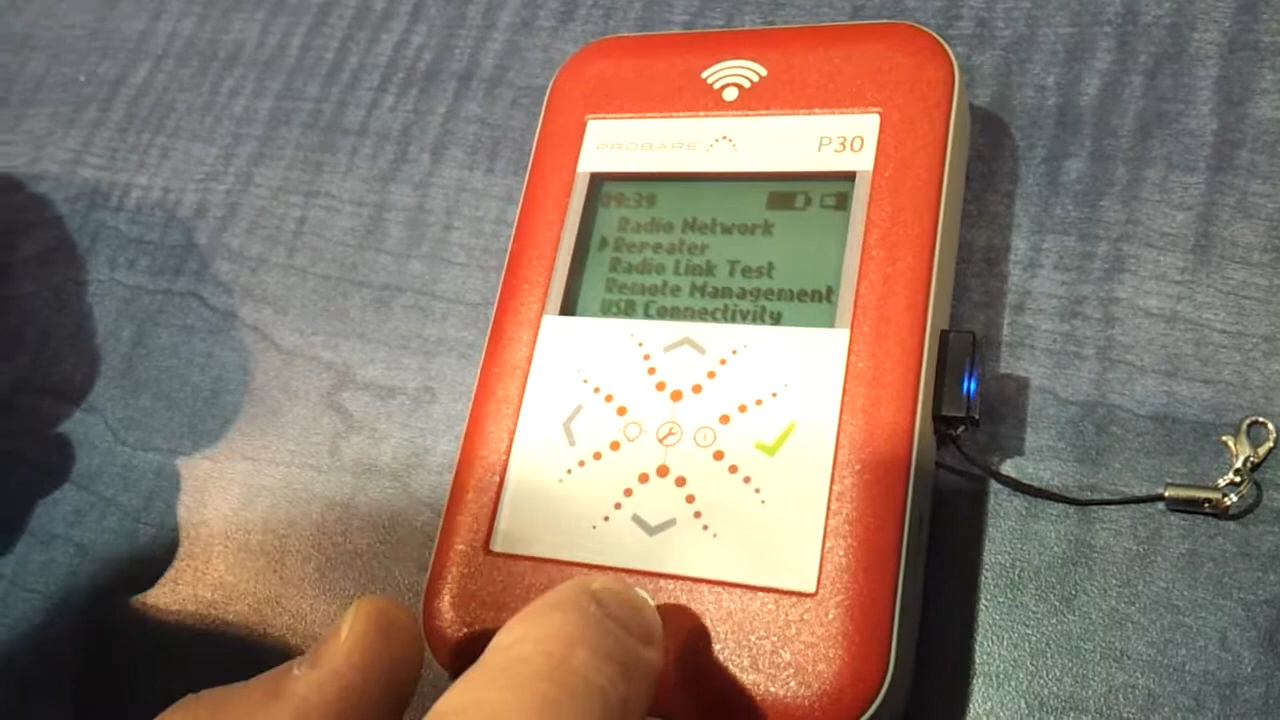 PROBARE P30
09:39
Radio Network
Repeater
Radio Link Test
Remote Management
USB Connectivity